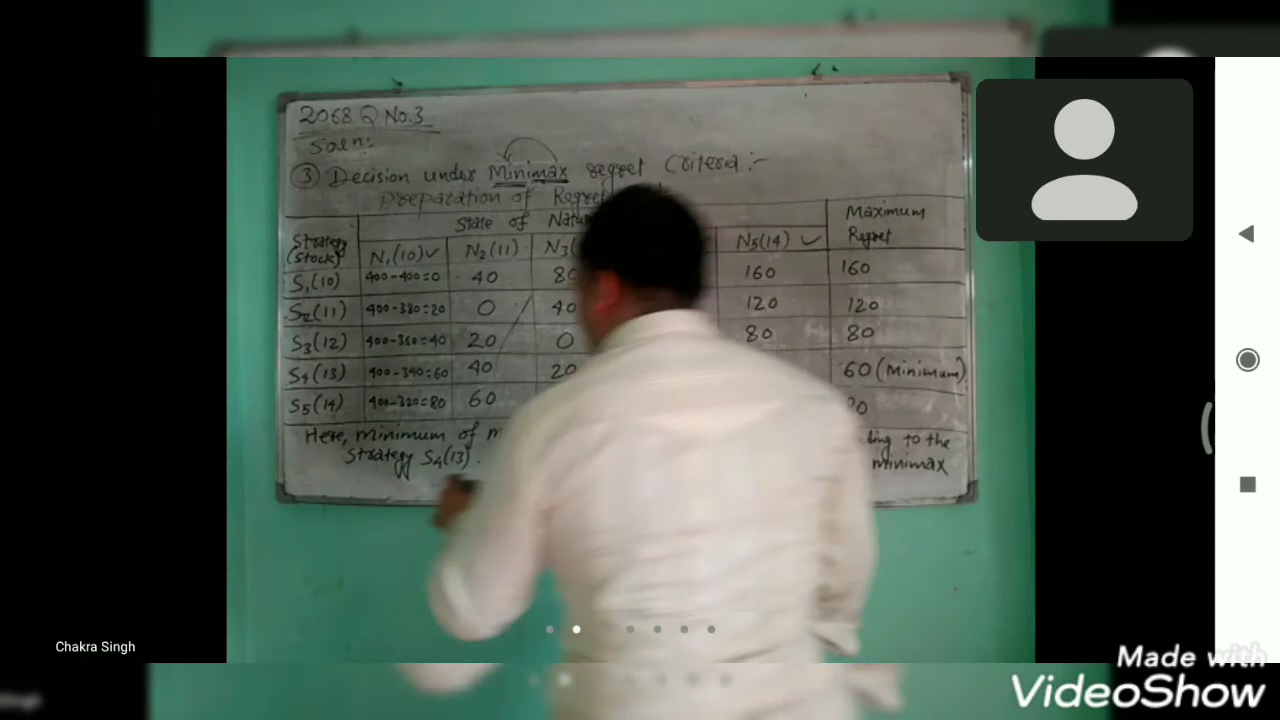 2068 Q No.3
Soln:
③ Decision under Minimax regret Criteria :-
Preparation of Regret
Strategy (Stock) State of Nature Maximum Regret
N1(10)✓ N2(11) N3( N5(14) ✓
S1(10) 400-400=0 40 80 160 160
S2(11) 400-380=20 0 40 120 120
S3(12) 400-360=40 20 0 80 80
S4(13) 400-340=60 40 20 60 (Minimum)
S5(14) 400-320=80 60
Here, minimum of to the
Strategy S4(13). minimax
Chakra Singh
Made with
VideoShow